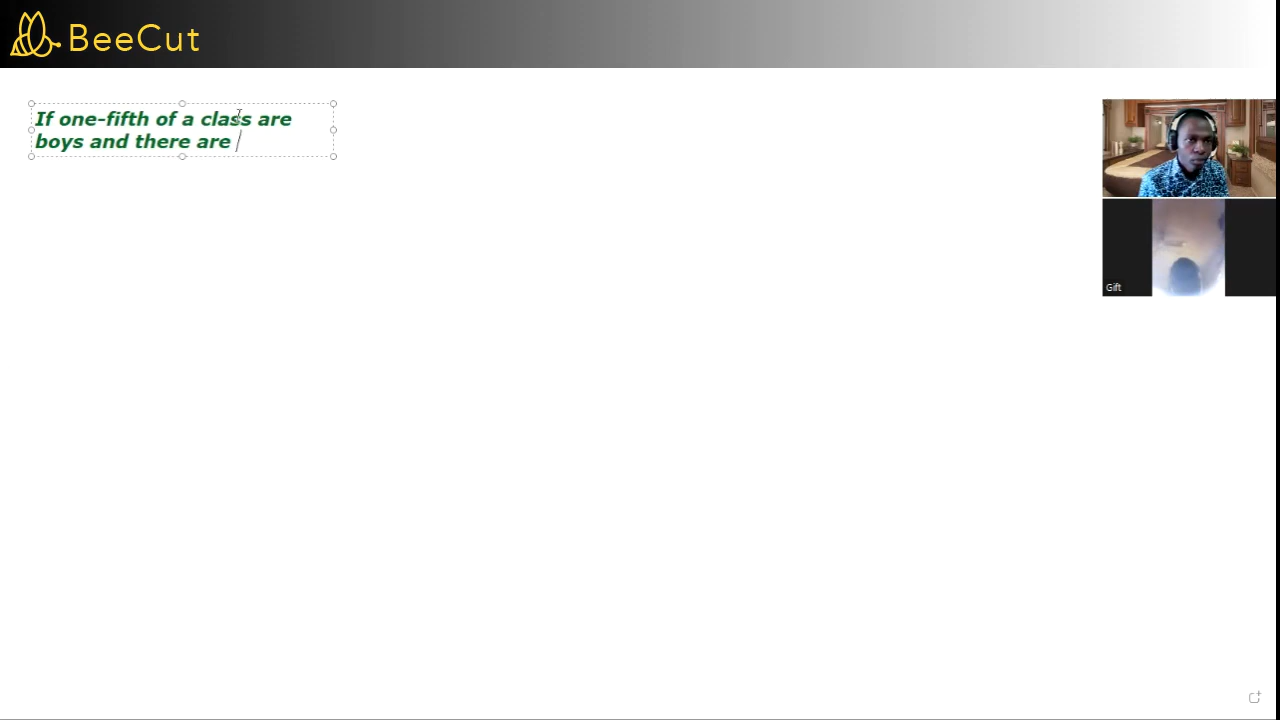 BeeCut
If one-fifth of a class are
boys and there are
Gift